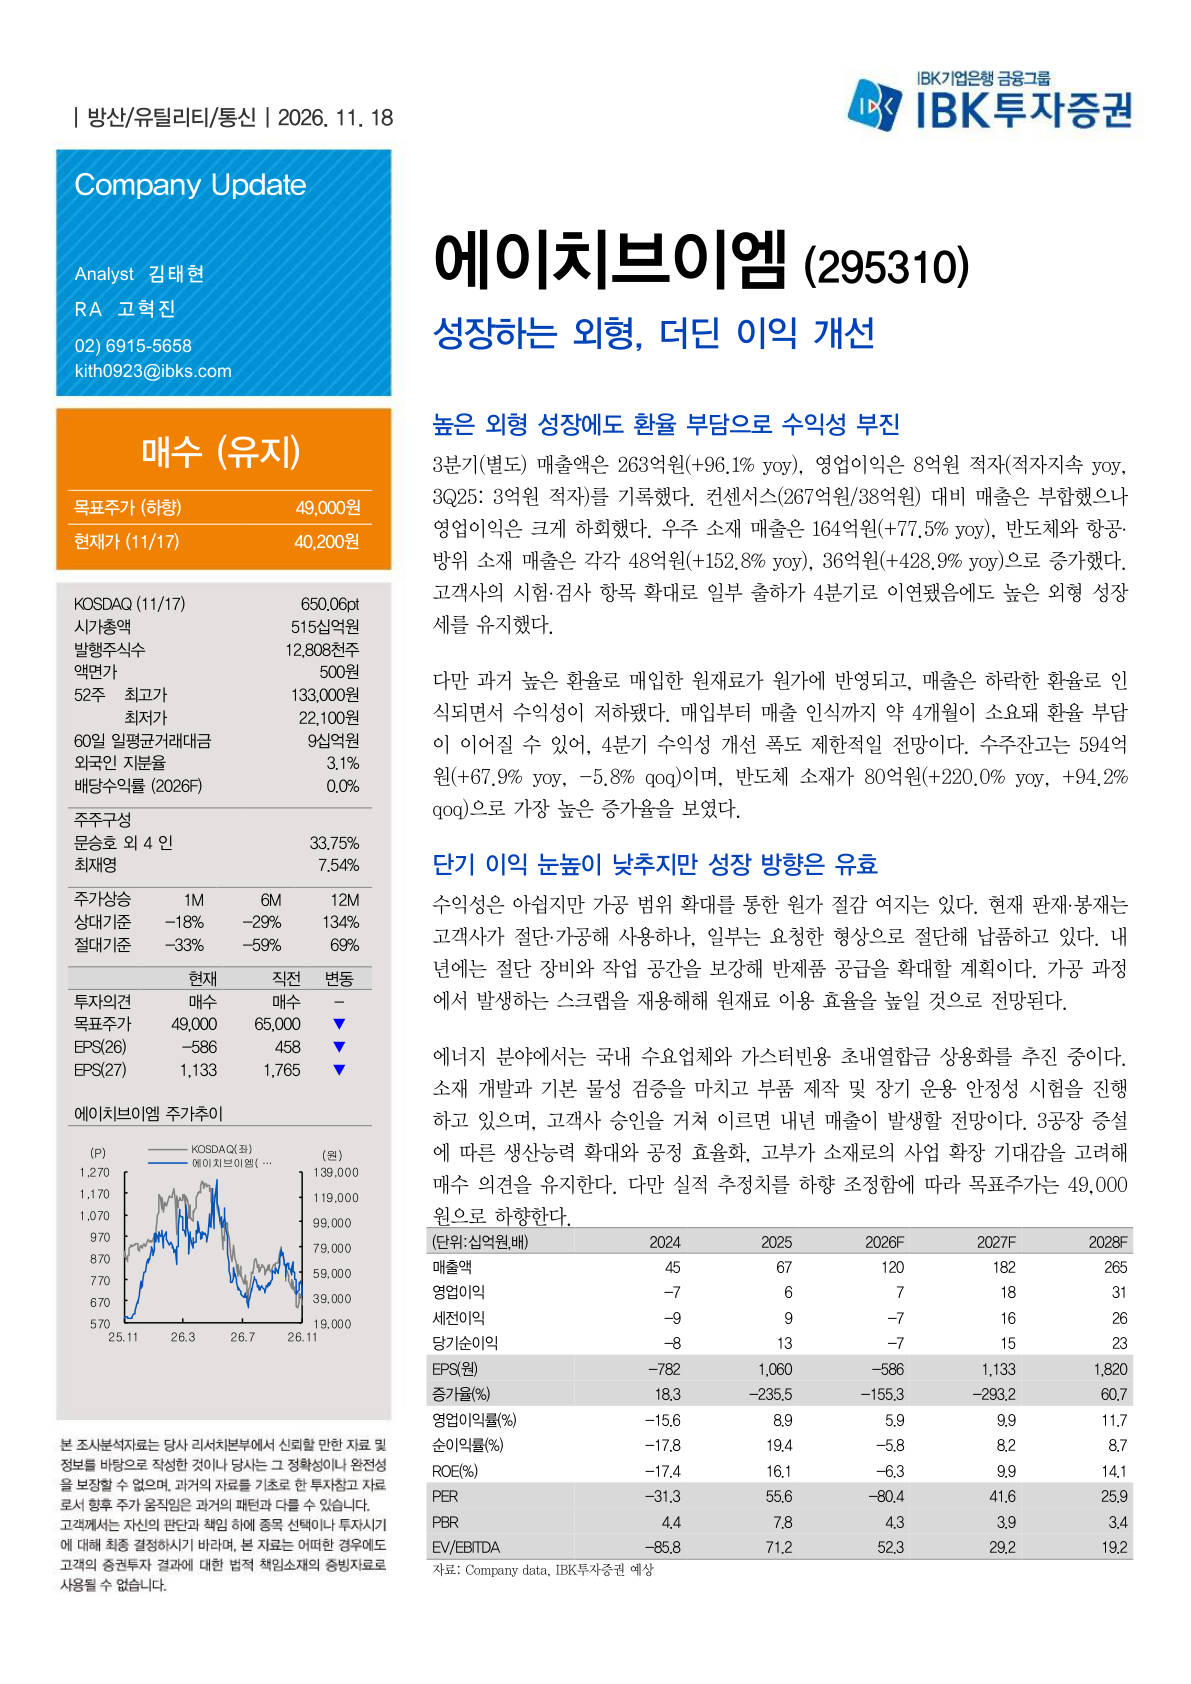 | 방산/유틸리티/통신 | 2026. 11. 18
IBK기업은행 금융그룹
IBK투자증권
Company Update
Analyst 김태현
RA 고혁진
02) 6915-5658
kith0923@ibks.com
매수 (유지)
목표주가 (하향) 49,000원
현재가 (11/17) 40,200원
KOSDAQ (11/17) 650.06pt
시가총액 515십억원
발행주식수 12,808천주
액면가 500원
52주 최고가 133,000원
최저가 22,100원
60일 일평균거래대금 9십억원
외국인 지분율 3.1%
배당수익률 (2026F) 0.0%
주주구성
문승호 외 4 인 33.75%
최재영 7.54%
주가상승 1M 6M 12M
상대기준 -18% -29% 134%
절대기준 -33% -59% 69%
현재 직전 변동
투자의견 매수 매수 -
목표주가 49,000 65,000 ▼
EPS(26) -586 458 ▼
EPS(27) 1,133 1,765 ▼
에이치브이엠 주가추이
(P) KOSDAQ(좌) (원)
에이치브이엠( …
1,270 139,000
1,170 119,000
1,070 99,000
970 79,000
870 59,000
770 39,000
670 19,000
570
25.11 26.3 26.7 26.11
본 조사분석자료는 당사 리서치본부에서 신뢰할 만한 자료 및
정보를 바탕으로 작성한 것이나 당사는 그 정확성이나 완전성
을 보장할 수 없으며, 과거의 자료를 기초로 한 투자참고 자료
로서 향후 주가 움직임은 과거의 패턴과 다를 수 있습니다.
고객께서는 자신의 판단과 책임 하에 종목 선택이나 투자시기
에 대해 최종 결정하시기 바라며, 본 자료는 어떠한 경우에도
고객의 증권투자 결과에 대한 법적 책임소재의 증빙자료로
사용될 수 없습니다.
에이치브이엠 (295310)
성장하는 외형, 더딘 이익 개선
높은 외형 성장에도 환율 부담으로 수익성 부진
3분기(별도) 매출액은 263억원(+96.1% yoy), 영업이익은 8억원 적자(적자지속 yoy,
3Q25: 3억원 적자)를 기록했다. 컨센서스(267억원/38억원) 대비 매출은 부합했으나
영업이익은 크게 하회했다. 우주 소재 매출은 164억원(+77.5% yoy), 반도체와 항공·
방위 소재 매출은 각각 48억원(+152.8% yoy), 36억원(+428.9% yoy)으로 증가했다.
고객사의 시험·검사 항목 확대로 일부 출하가 4분기로 이연됐음에도 높은 외형 성장
세를 유지했다.
다만 과거 높은 환율로 매입한 원재료가 원가에 반영되고, 매출은 하락한 환율로 인
식되면서 수익성이 저하됐다. 매입부터 매출 인식까지 약 4개월이 소요돼 환율 부담
이 이어질 수 있어, 4분기 수익성 개선 폭도 제한적일 전망이다. 수주잔고는 594억
원(+67.9% yoy, -5.8% qoq)이며, 반도체 소재가 80억원(+220.0% yoy, +94.2%
qoq)으로 가장 높은 증가율을 보였다.
단기 이익 눈높이 낮추지만 성장 방향은 유효
수익성은 아쉽지만 가공 범위 확대를 통한 원가 절감 여지는 있다. 현재 판재·봉재는
고객사가 절단·가공해 사용하나, 일부는 요청한 형상으로 절단해 납품하고 있다. 내
년에는 절단 장비와 작업 공간을 보강해 반제품 공급을 확대할 계획이다. 가공 과정
에서 발생하는 스크랩을 재용해해 원재료 이용 효율을 높일 것으로 전망된다.
에너지 분야에서는 국내 수요업체와 가스터빈용 초내열합금 상용화를 추진 중이다.
소재 개발과 기본 물성 검증을 마치고 부품 제작 및 장기 운용 안정성 시험을 진행
하고 있으며, 고객사 승인을 거쳐 이르면 내년 매출이 발생할 전망이다. 3공장 증설
에 따른 생산능력 확대와 공정 효율화, 고부가 소재로의 사업 확장 기대감을 고려해
매수 의견을 유지한다. 다만 실적 추정치를 하향 조정함에 따라 목표주가는 49,000
원으로 하향한다.
(단위:십억원,배) 2024 2025 2026F 2027F 2028F
매출액 45 67 120 182 265
영업이익 -7 6 7 18 31
세전이익 -9 9 -7 16 26
당기순이익 -8 13 -7 15 23
EPS(원) -782 1,060 -586 1,133 1,820
증가율(%) 18.3 -235.5 -155.3 -293.2 60.7
영업이익률(%) -15.6 8.9 5.9 9.9 11.7
순이익률(%) -17.8 19.4 -5.8 8.2 8.7
ROE(%) -17.4 16.1 -6.3 9.9 14.1
PER -31.3 55.6 -80.4 41.6 25.9
PBR 4.4 7.8 4.3 3.9 3.4
EV/EBITDA -85.8 71.2 52.3 29.2 19.2
자료: Company data, IBK투자증권 예상